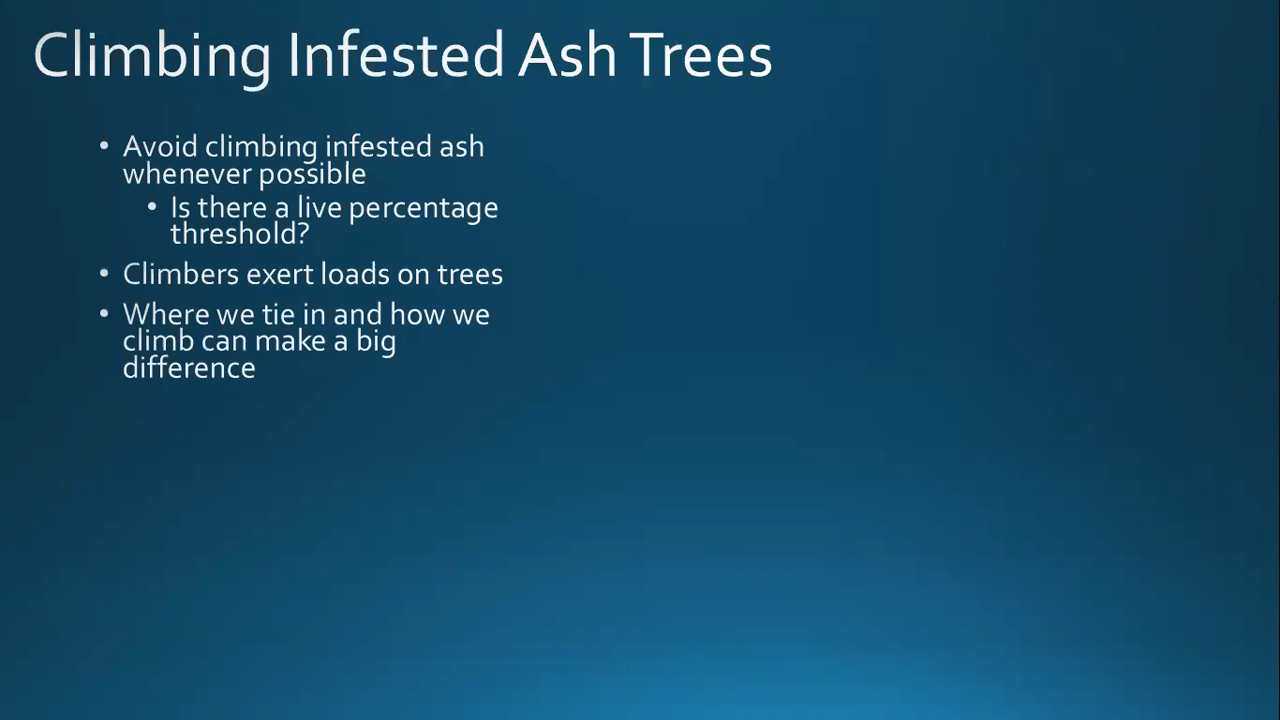 Climbing Infested Ash Trees
• Avoid climbing infested ash
whenever possible
• Is there a live percentage
threshold?
• Climbers exert loads on trees
• Where we tie in and how we
climb can make a big
difference